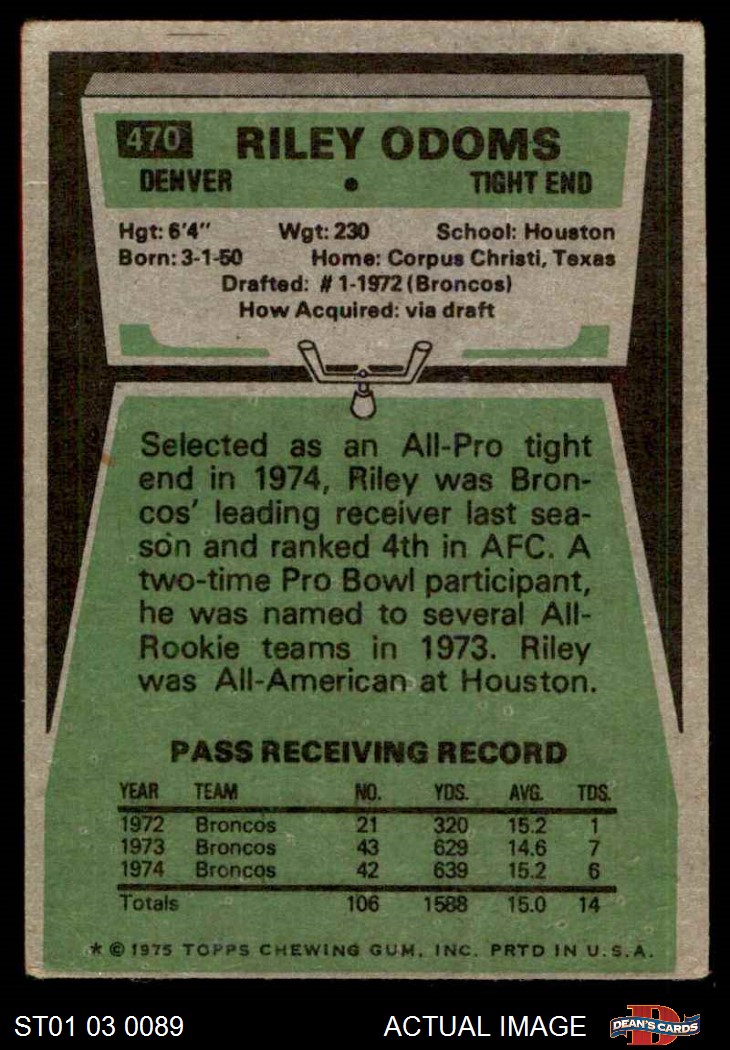 470 RILEY ODOMS
DENVER • TIGHT END
Hgt: 6'4" Wgt: 230 School: Houston
Born: 3-1-50 Home: Corpus Christi, Texas
Drafted: #1-1972 (Broncos)
How Acquired: via draft
Selected as an All-Pro tight
end in 1974, Riley was Bron-
cos' leading receiver last sea-
son and ranked 4th in AFC. A
two-time Pro Bowl participant,
he was named to several All-
Rookie teams in 1973. Riley
was All-American at Houston.
PASS RECEIVING RECORD
YEAR TEAM NO. YDS. AVG. TDS.
1972 Broncos 21 320 15.2 1
1973 Broncos 43 629 14.6 7
1974 Broncos 42 639 15.2 6
Totals 106 1588 15.0 14
* © 1975 TOPPS CHEWING GUM, INC. PRTD IN U.S.A.
ST01 03 0089 ACTUAL IMAGE D DEAN'S CARDS